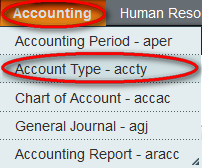 Accounting Human Reso
Accounting Period - aper
Account Type - accty
Chart of Account - accac
General Journal - agj
Accounting Report - aracc